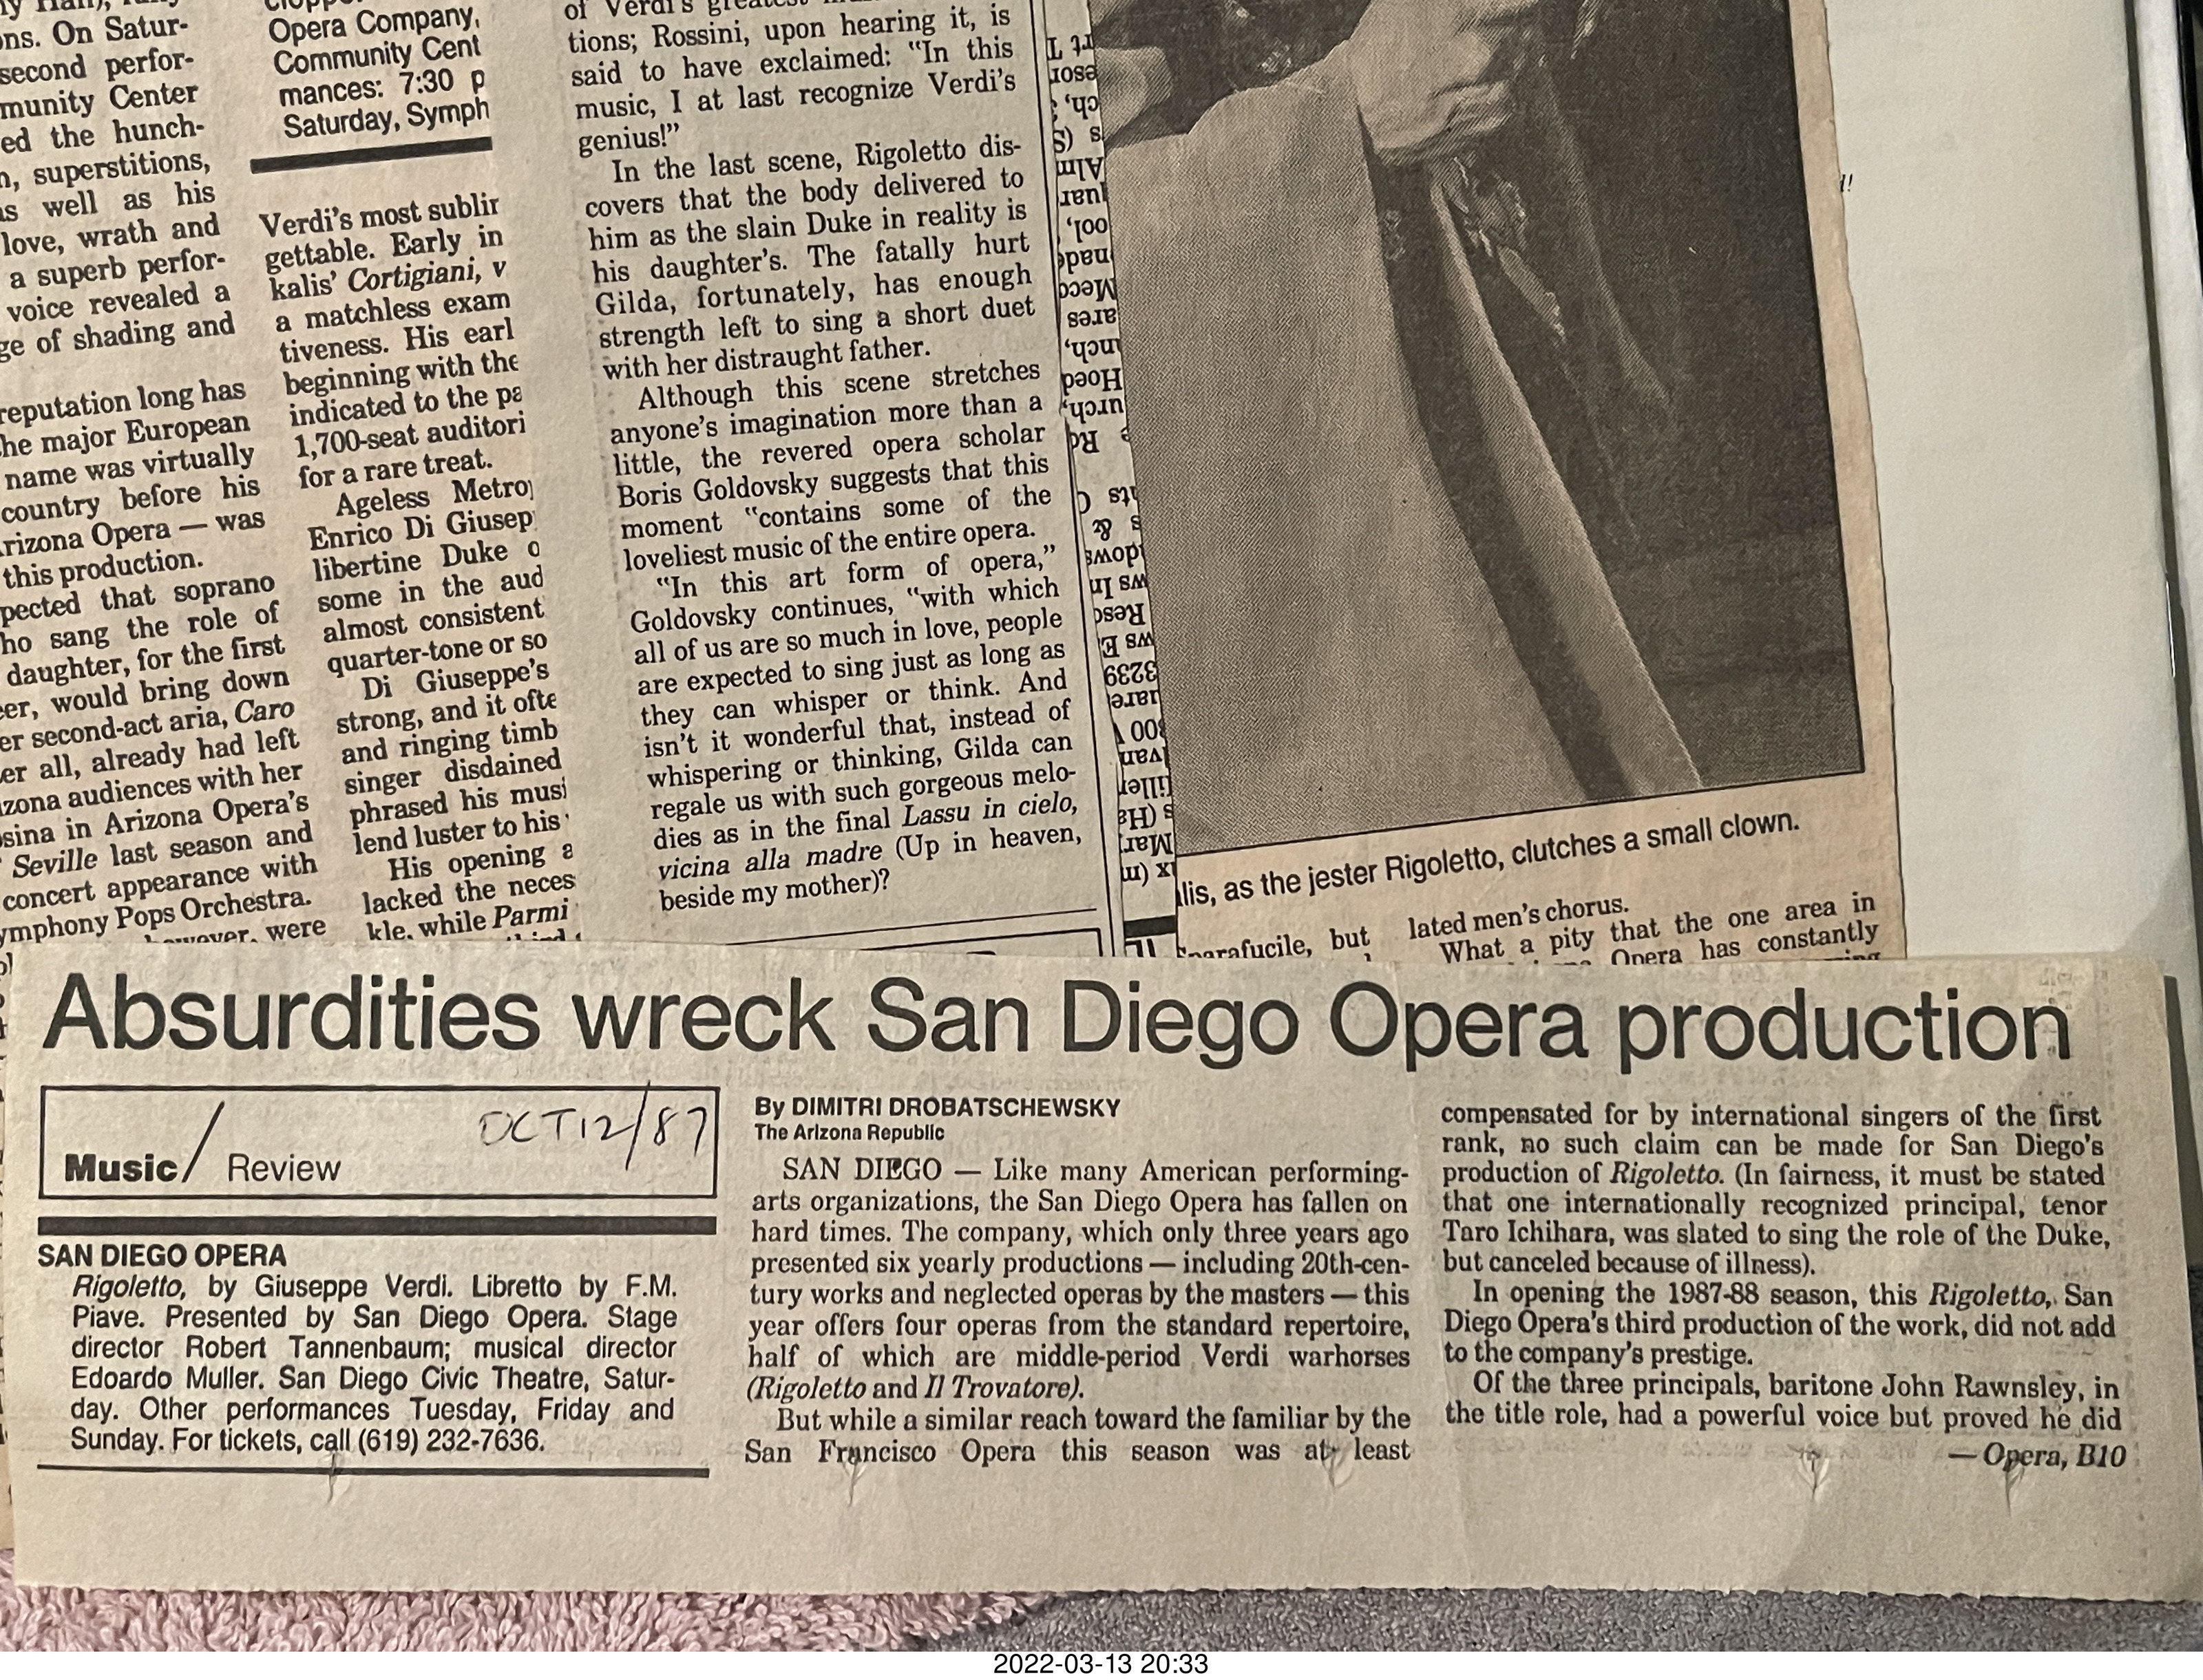 ons. On Satur-
second perfor-
munity Center
ed the hunch-
superstitions,
as well as his
love, wrath and
a superb perfor-
voice revealed a
ge of shading and
reputation long has
he major European
name was virtually
country before his
rizona Opera — was
this production.
pected that soprano
ho sang the role of
daughter, for the first
er, would bring down
er second-act aria, Caro
er all, already had left
izona audiences with her
sina in Arizona Opera's
Seville last season and
concert appearance with
ymphony Pops Orchestra.
however, were
Opera Company,
Community Cent
mances: 7:30 p
Saturday, Symph
Verdi's most sublir
gettable. Early in
kalis' Cortigiani, v
a matchless exam
tiveness. His earl
beginning with the
indicated to the pa
1,700-seat auditori
for a rare treat.
Ageless Metro
Enrico Di Giusep
libertine Duke o
some in the aud
almost consistent
quarter-tone or so
Di Giuseppe's
strong, and it ofte
and ringing timb
singer disdained
phrased his musi
lend luster to his
His opening a
lacked the neces
kle, while Parmi
of Verdi's greatest
tions; Rossini, upon hearing it, is
said to have exclaimed: "In this
music, I at last recognize Verdi's
genius!"
In the last scene, Rigoletto dis-
covers that the body delivered to
him as the slain Duke in reality is
his daughter's. The fatally hurt
Gilda, fortunately, has enough
strength left to sing a short duet
with her distraught father.
Although this scene stretches
anyone's imagination more than a
little, the revered opera scholar
Boris Goldovsky suggests that this
moment "contains some of the
loveliest music of the entire opera.
"In this art form of opera,"
Goldovsky continues, "with which
all of us are so much in love, people
are expected to sing just as long as
they can whisper or think. And
isn't it wonderful that, instead of
whispering or thinking, Gilda can
regale us with such gorgeous melo-
dies as in the final Lassu in cielo,
vicina alla madre (Up in heaven,
beside my mother)?
lis, as the jester Rigoletto, clutches a small clown.
Sparafucile, but
lated men's chorus.
What a pity that the one area in
Opera has constantly
Absurdities wreck San Diego Opera production
Music/ Review
OCT 12/87
SAN DIEGO OPERA
Rigoletto, by Giuseppe Verdi. Libretto by F.M.
Piave. Presented by San Diego Opera. Stage
director Robert Tannenbaum; musical director
Edoardo Muller. San Diego Civic Theatre, Satur-
day. Other performances Tuesday, Friday and
Sunday. For tickets, call (619) 232-7636.
By DIMITRI DROBATSCHEWSKY
The Arizona Republic
SAN DIEGO — Like many American performing-
arts organizations, the San Diego Opera has fallen on
hard times. The company, which only three years ago
presented six yearly productions — including 20th-cen-
tury works and neglected operas by the masters — this
year offers four operas from the standard repertoire,
half of which are middle-period Verdi warhorses
(Rigoletto and Il Trovatore).
But while a similar reach toward the familiar by the
San Francisco Opera this season was at least
compensated for by international singers of the first
rank, no such claim can be made for San Diego's
production of Rigoletto. (In fairness, it must be stated
that one internationally recognized principal, tenor
Taro Ichihara, was slated to sing the role of the Duke,
but canceled because of illness).
In opening the 1987-88 season, this Rigoletto, San
Diego Opera's third production of the work, did not add
to the company's prestige.
Of the three principals, baritone John Rawnsley, in
the title role, had a powerful voice but proved he did
— Opera, B10
2022-03-13 20:33